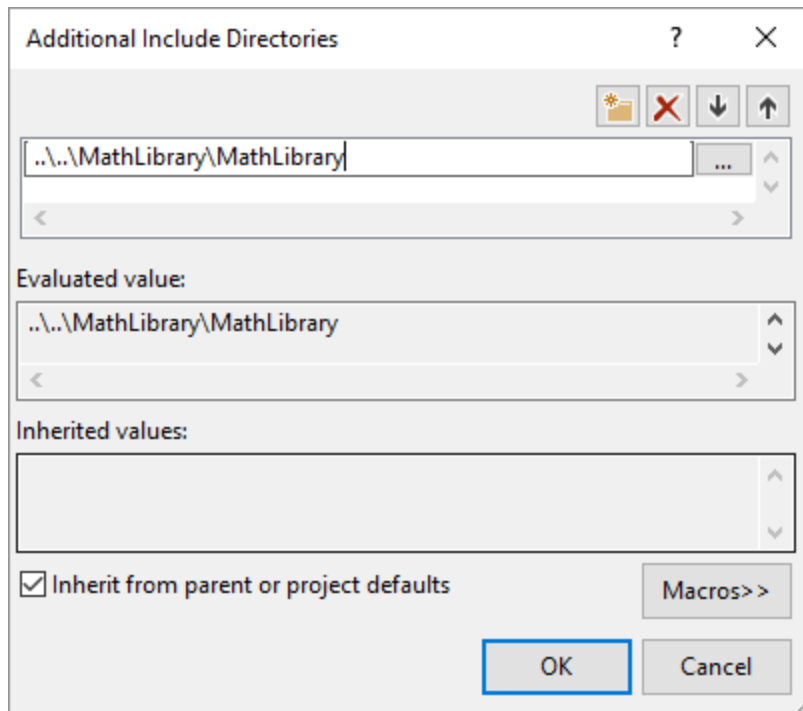 Additional Include Directories
..\..\MathLibrary\MathLibrary
...
Evaluated value:
..\..\MathLibrary\MathLibrary
Inherited values:
Inherit from parent or project defaults
Macros>>
OK
Cancel